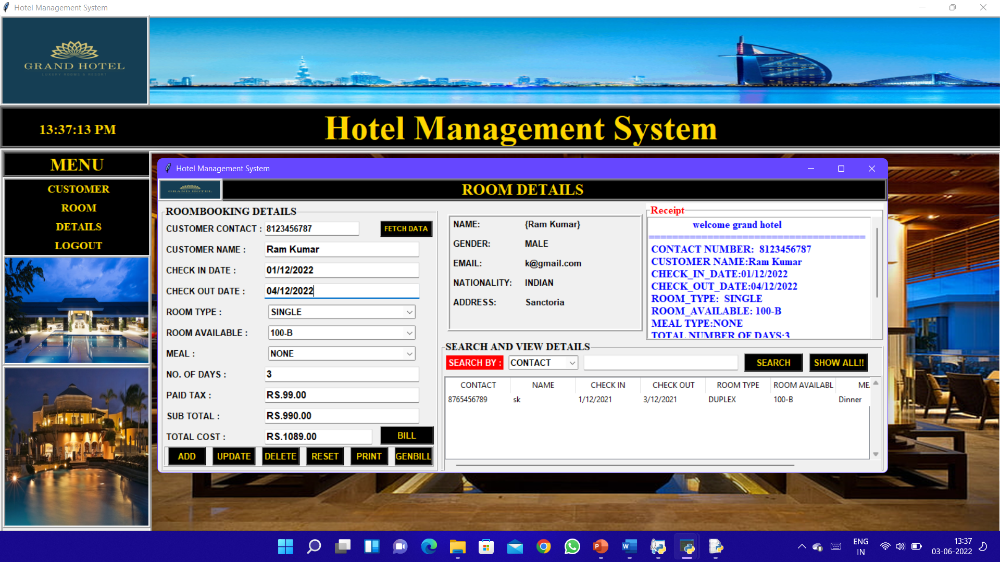 Hotel Management System
GRAND HOTEL
LUXURY ROOMS & RESORT
13:37:13 PM
Hotel Management System
MENU
CUSTOMER
ROOM
DETAILS
LOGOUT
Hotel Management System
GRAND HOTEL
ROOM DETAILS
ROOMBOOKING DETAILS
CUSTOMER CONTACT : 8123456787 FETCH DATA
CUSTOMER NAME : Ram Kumar
CHECK IN DATE : 01/12/2022
CHECK OUT DATE : 04/12/2022
ROOM TYPE : SINGLE
ROOM AVAILABLE : 100-B
MEAL : NONE
NO. OF DAYS : 3
PAID TAX : RS.99.00
SUB TOTAL : RS.990.00
TOTAL COST : RS.1089.00 BILL
ADD UPDATE DELETE RESET PRINT GENBILL
NAME: {Ram Kumar}
GENDER: MALE
EMAIL: k@gmail.com
NATIONALITY: INDIAN
ADDRESS: Sanctoria
Receipt
welcome grand hotel
=====================================
CONTACT NUMBER: 8123456787
CUSTOMER NAME:Ram Kumar
CHECK_IN_DATE:01/12/2022
CHECK_OUT_DATE:04/12/2022
ROOM_TYPE: SINGLE
ROOM_AVAILABLE: 100-B
MEAL TYPE:NONE
TOTAL NUMBER OF DAYS:3
SEARCH AND VIEW DETAILS
SEARCH BY : CONTACT SEARCH SHOW ALL!!
CONTACT NAME CHECK IN CHECK OUT ROOM TYPE ROOM AVAILABL ME
8765456789 sk 1/12/2021 3/12/2021 DUPLEX 100-B Dinner
ENG
IN
13:37
03-06-2022